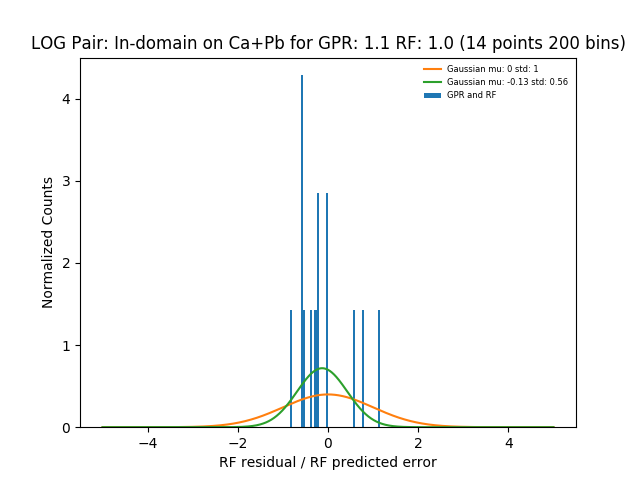 LOG Pair: In-domain on Ca+Pb for GPR: 1.1 RF: 1.0 (14 points 200 bins)
Gaussian mu: 0 std: 1
Gaussian mu: -0.13 std: 0.56
GPR and RF
Normalized Counts
4
3
2
1
0
−4 −2 0 2 4
RF residual / RF predicted error